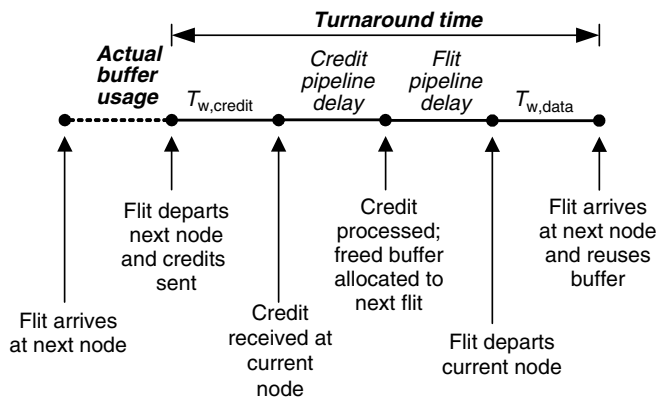 Turnaround time
Actual
buffer
usage
T_w,credit
Credit
pipeline
delay
Flit
pipeline
delay
T_w,data
Flit arrives
at next node
Flit departs
next node
and credits
sent
Credit
received at
current
node
Credit
processed;
freed buffer
allocated to
next flit
Flit departs
current node
Flit arrives
at next node
and reuses
buffer